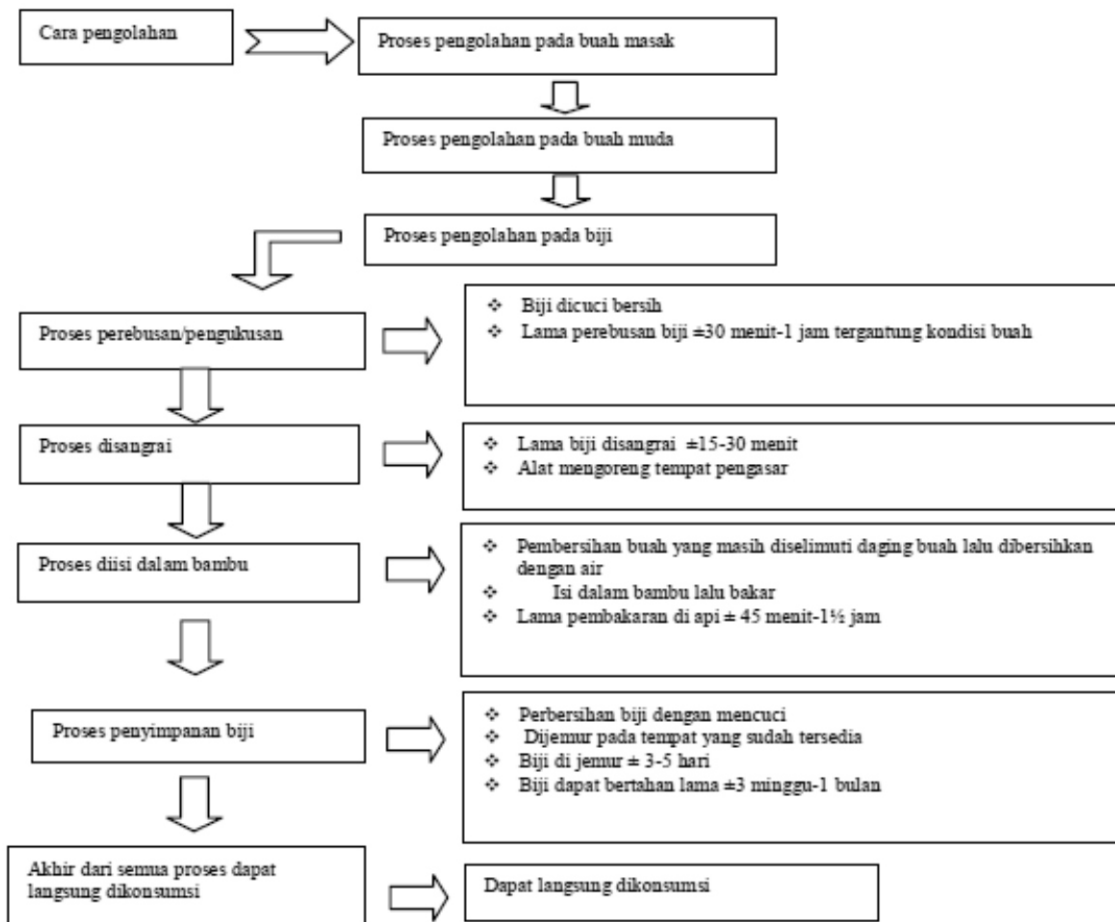 Cara pengolahan
Proses pengolahan pada buah masak
Proses pengolahan pada buah muda
Proses pengolahan pada biji
Proses perebusan/pengukusan
❖ Biji dicuci bersih
❖ Lama perebusan biji ±30 menit-1 jam tergantung kondisi buah
Proses disangrai
❖ Lama biji disangrai ±15-30 menit
❖ Alat mengoreng tempat pengasar
Proses diisi dalam bambu
❖ Pembersihan buah yang masih diselimuti daging buah lalu dibersihkan
dengan air
❖ Isi dalam bambu lalu bakar
❖ Lama pembakaran di api ± 45 menit-1½ jam
Proses penyimpanan biji
❖ Perbersihan biji dengan mencuci
❖ Dijemur pada tempat yang sudah tersedia
❖ Biji di jemur ± 3-5 hari
❖ Biji dapat bertahan lama ±3 minggu-1 bulan
Akhir dari semua proses dapat
langsung dikonsumsi
Dapat langsung dikonsumsi